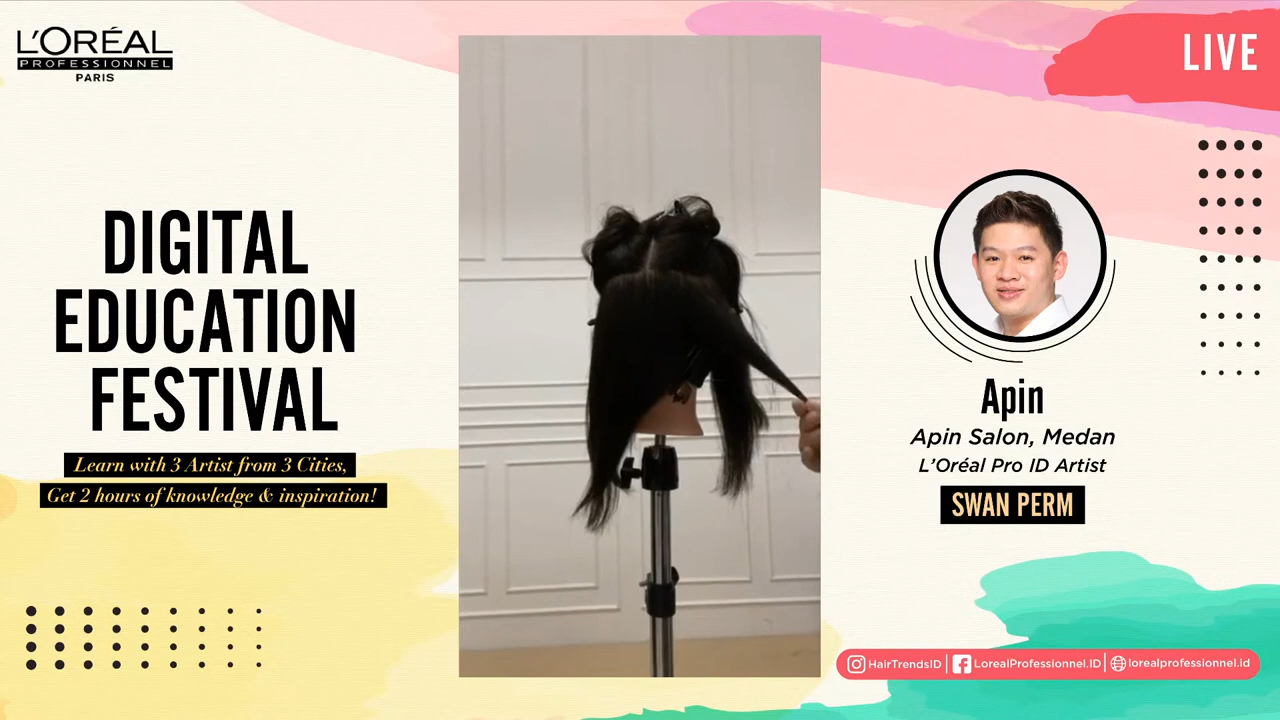 L'ORÉAL
PROFESSIONNEL
PARIS
LIVE
DIGITAL
EDUCATION
FESTIVAL
Learn with 3 Artist from 3 Cities,
Get 2 hours of knowledge & inspiration!
Apin
Apin Salon, Medan
L'Oréal Pro ID Artist
SWAN PERM
HairTrendsID | LorealProfessionnel.ID | lorealprofessionnel.id